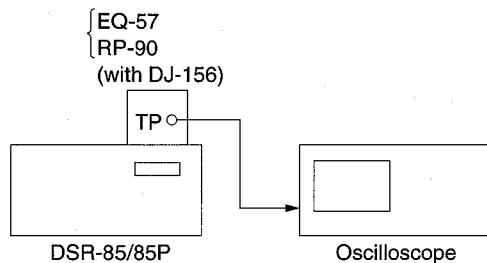 EQ-57
RP-90
(with DJ-156)
TP
DSR-85/85P
Oscilloscope